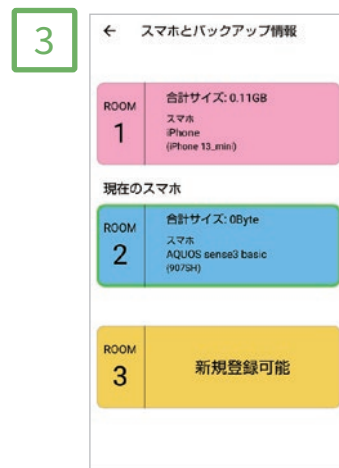 3
← スマホとバックアップ情報
ROOM
1
合計サイズ: 0.11GB
スマホ
iPhone
(iPhone 13_mini)
現在のスマホ
ROOM
2
合計サイズ: 0Byte
スマホ
AQUOS sense3 basic
(907SH)
ROOM
3
新規登録可能